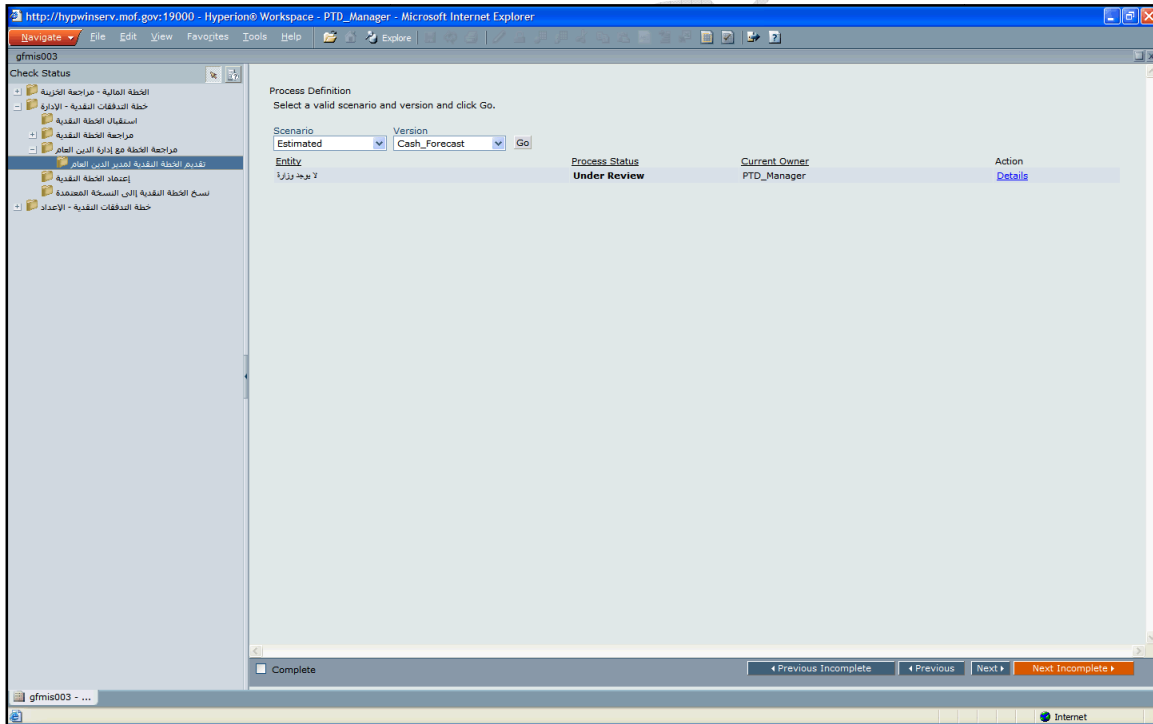 http://hypwinserv.mof.gov:19000 - Hyperion® Workspace - PTD_Manager - Microsoft Internet Explorer
Navigate File Edit View Favorites Tools Help Explore
gfmis003
Check Status
الخطة المالية - مراجعة الخزينة
خطة التدفقات النقدية - الإدارة
استقبال الخطة النقدية
مراجعة الخطة النقدية
مراجعة الخطة مع إدارة الدين العام
تقديم الخطة النقدية لمدير الدين العام
إعتماد الخطة النقدية
نسخ الخطة النقدية إالى النسخة المعتمدة
خطة التدفقات النقدية - الإعداد
Process Definition
Select a valid scenario and version and click Go.
Scenario Version
Estimated Cash_Forecast Go
Entity Process Status Current Owner Action
لا يوجد وزارة Under Review PTD_Manager Details
Complete Previous Incomplete Previous Next Next Incomplete
gfmis003 - ...
Internet